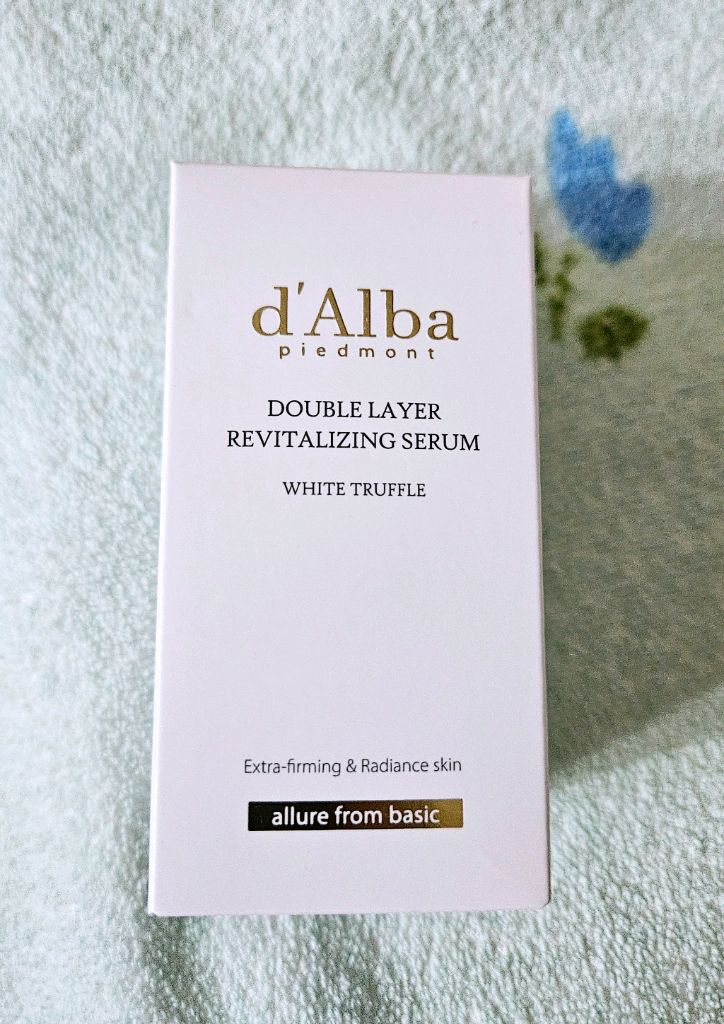 d'Alba
piedmont
DOUBLE LAYER
REVITALIZING SERUM
WHITE TRUFFLE
Extra-firming & Radiance skin
allure from basic